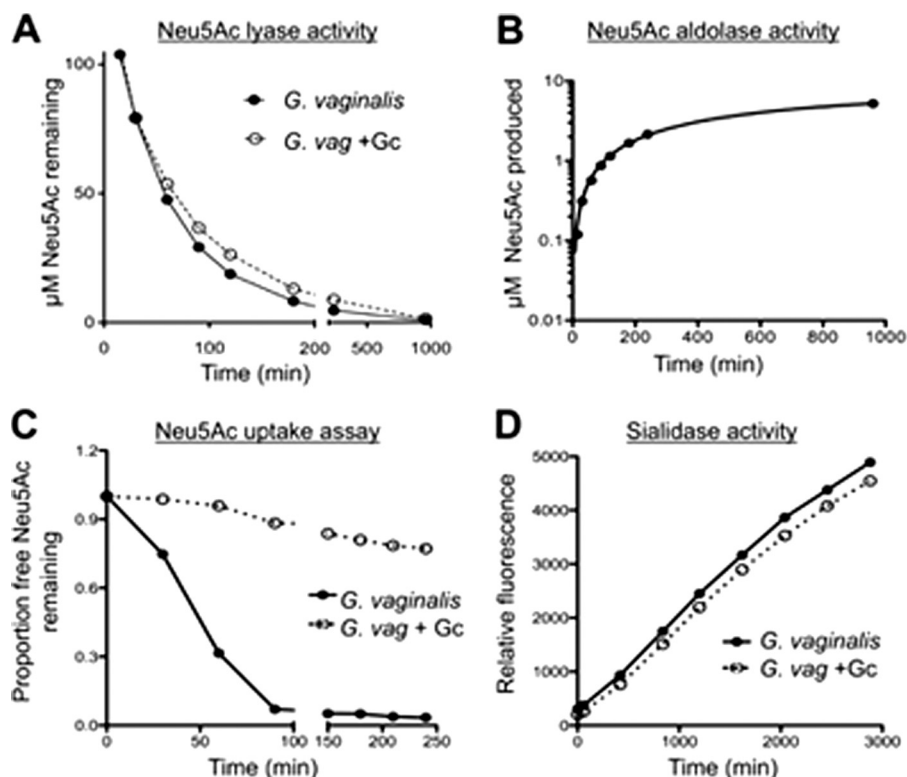 A
Neu5Ac lyase activity
µM Neu5Ac remaining
100
50
0
G. vaginalis
G. vag +Gc
0 100 200 500 1000
Time (min)
B
Neu5Ac aldolase activity
µM Neu5Ac produced
10
1
0.1
0.01
0 200 400 600 800 1000
Time (min)
C
Neu5Ac uptake assay
Proportion free Neu5Ac
remaining
1.2
0.9
0.6
0.3
0.0
G. vaginalis
G. vag + Gc
0 50 100 150 200 250
Time (min)
D
Sialidase activity
Relative fluorescence
5000
4000
3000
2000
1000
0
G. vaginalis
G. vag +Gc
0 1000 2000 3000
Time (min)